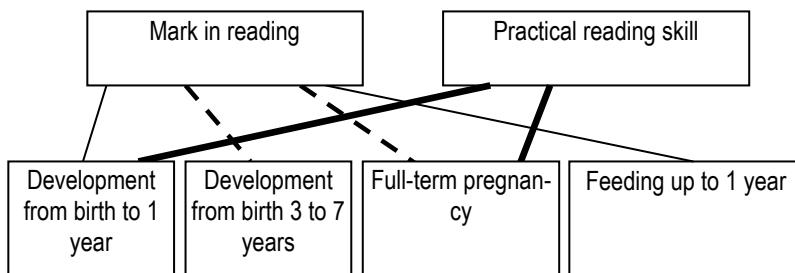 Mark in reading
Practical reading skill
Development
from birth to 1
year
Development
from birth 3 to 7
years
Full-term pregnan-
cy
Feeding up to 1 year